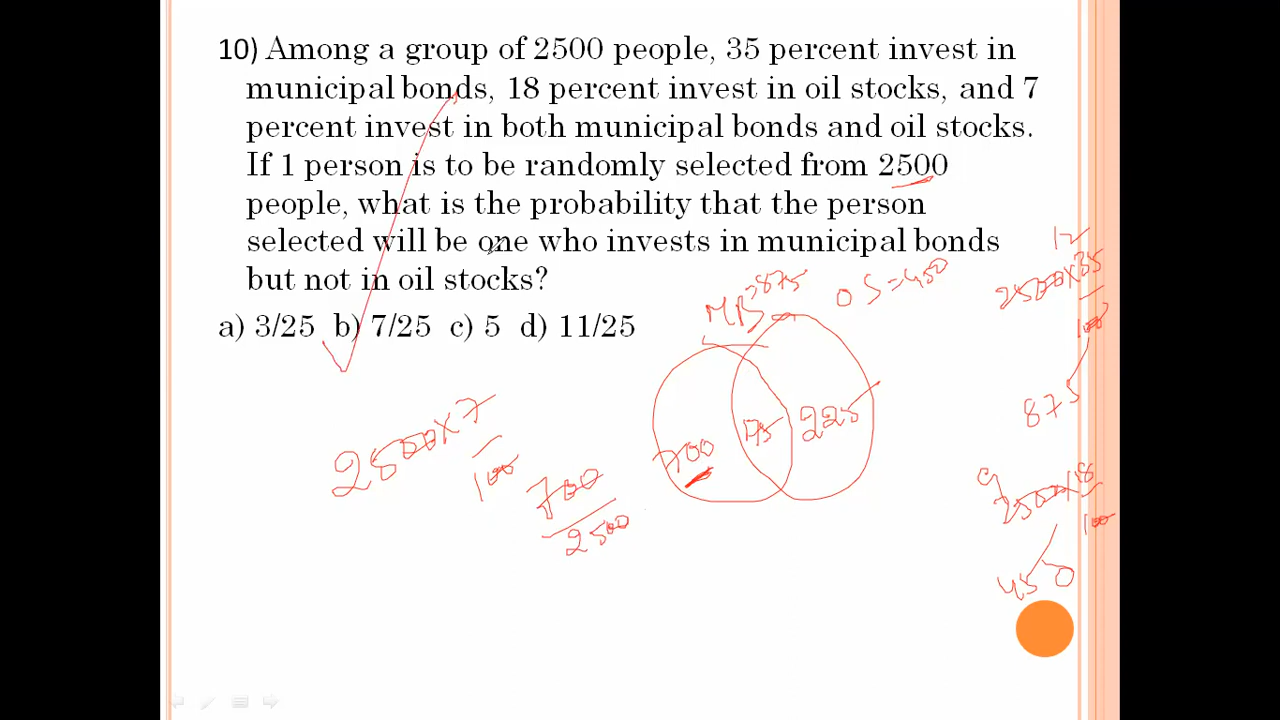 10) Among a group of 2500 people, 35 percent invest in
municipal bonds, 18 percent invest in oil stocks, and 7
percent invest in both municipal bonds and oil stocks.
If 1 person is to be randomly selected from 2500
people, what is the probability that the person
selected will be one who invests in municipal bonds
but not in oil stocks?
a) 3/25 b) 7/25 c) 5 d) 11/25
MB=875
OS=450
2500×35
100
875
2500×7
100
700
2500
700
225
2500×18
100
450